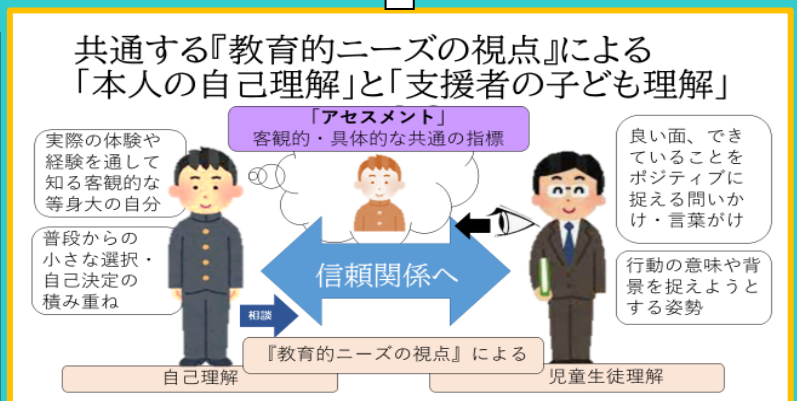 共通する『教育的ニーズの視点』による
「本人の自己理解」と「支援者の子ども理解」
「アセスメント」
客観的・具体的な共通の指標
実際の体験や
経験を通して
知る客観的な
等身大の自分
良い面、でき
ていることを
ポジティブに
捉える問いか
け・言葉がけ
普段からの
小さな選択・
自己決定の
積み重ね
信頼関係へ
行動の意味や背
景を捉えようと
する姿勢
相談
『教育的ニーズの視点』による
自己理解
児童生徒理解